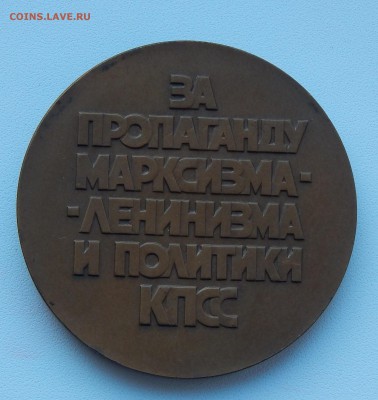 COINS.LAVE.RU
ЗА
ПРОПАГАНДУ
МАРКСИЗМА-
-ЛЕНИНИЗМА
И ПОЛИТИКИ
КПСС